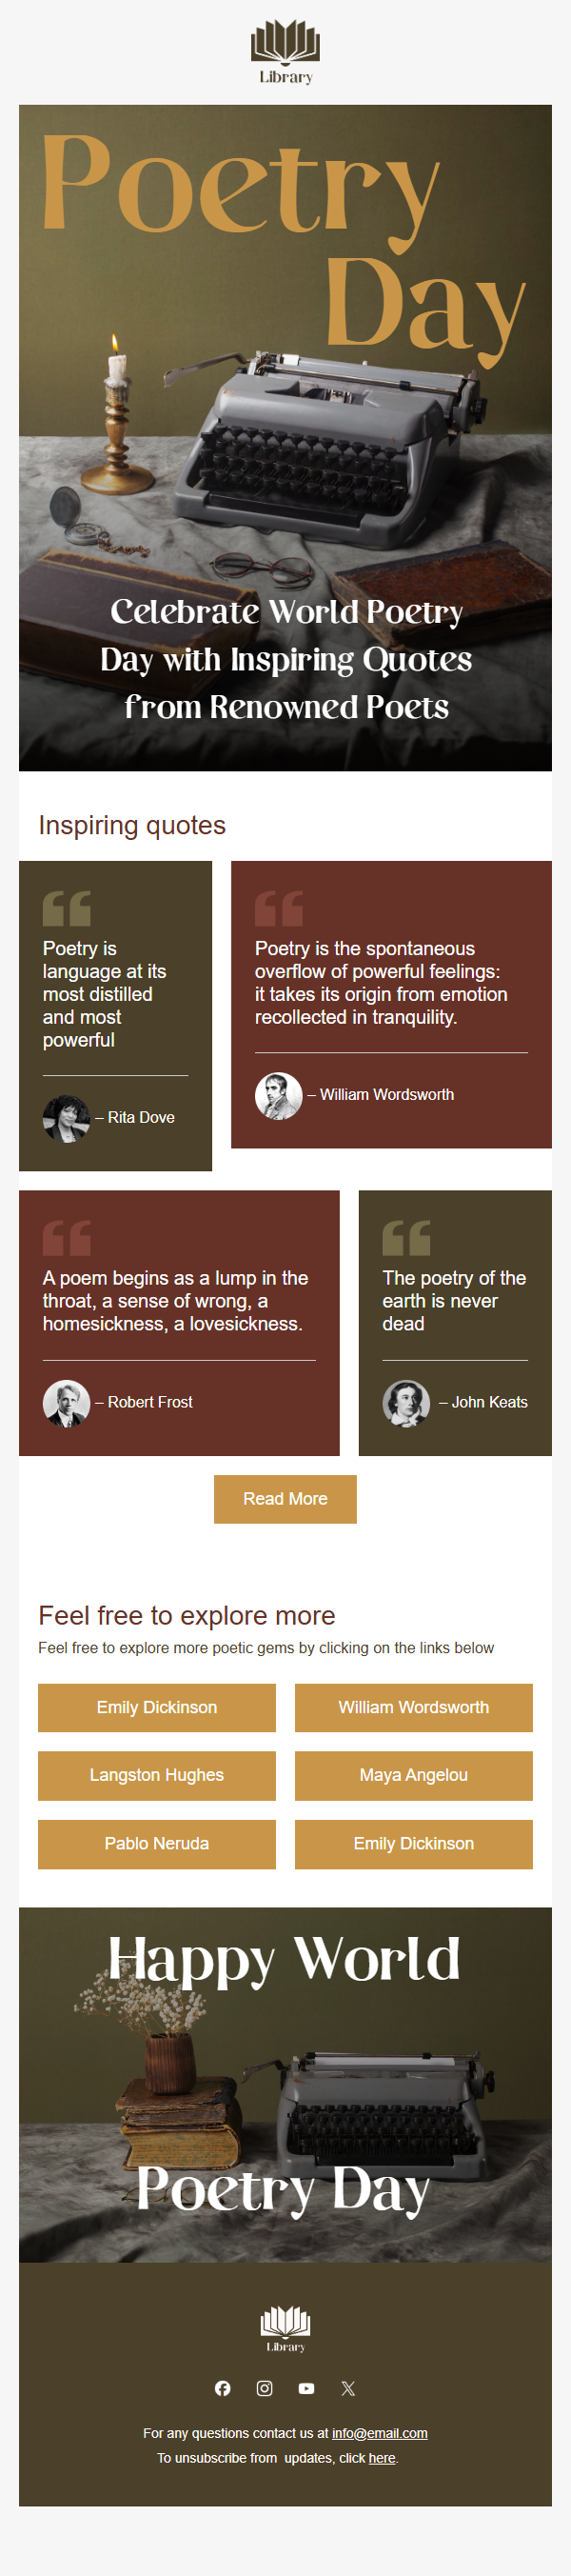 Library
Poetry
Day
Celebrate World Poetry
Day with Inspiring Quotes
from Renowned Poets
Inspiring quotes
Poetry is
language at its
most distilled
and most
powerful
– Rita Dove
Poetry is the spontaneous
overflow of powerful feelings:
it takes its origin from emotion
recollected in tranquility.
– William Wordsworth
A poem begins as a lump in the
throat, a sense of wrong, a
homesickness, a lovesickness.
– Robert Frost
The poetry of the
earth is never
dead
– John Keats
Read More
Feel free to explore more
Feel free to explore more poetic gems by clicking on the links below
Emily Dickinson
William Wordsworth
Langston Hughes
Maya Angelou
Pablo Neruda
Emily Dickinson
Happy World
Poetry Day
Library
For any questions contact us at info@email.com
To unsubscribe from  updates, click here.